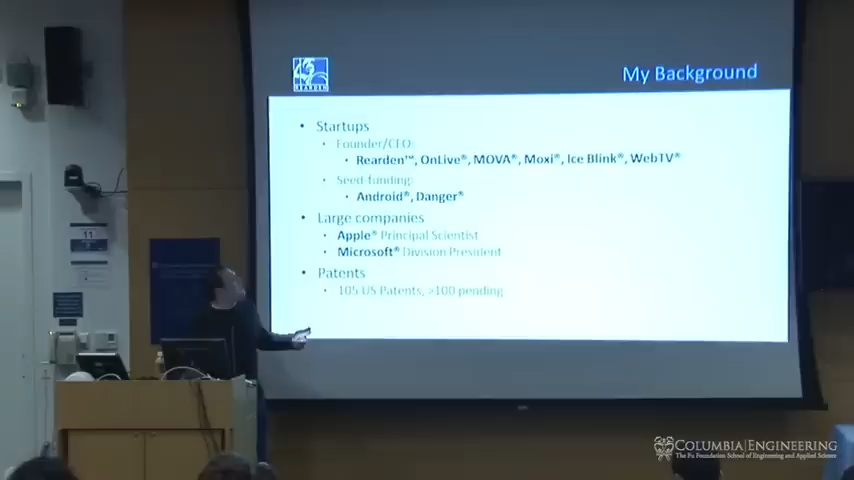 REARDEN
My Background
• Startups
• Founder/CEO:
• Rearden™, OnLive®, MOVA®, Moxi®, Ice Blink®, WebTV®
• Seed funding:
• Android®, Danger®
• Large companies
• Apple® Principal Scientist
• Microsoft® Division President
• Patents
• 105 US Patents, >100 pending
11
COLUMBIA | ENGINEERING
The Fu Foundation School of Engineering and Applied Science